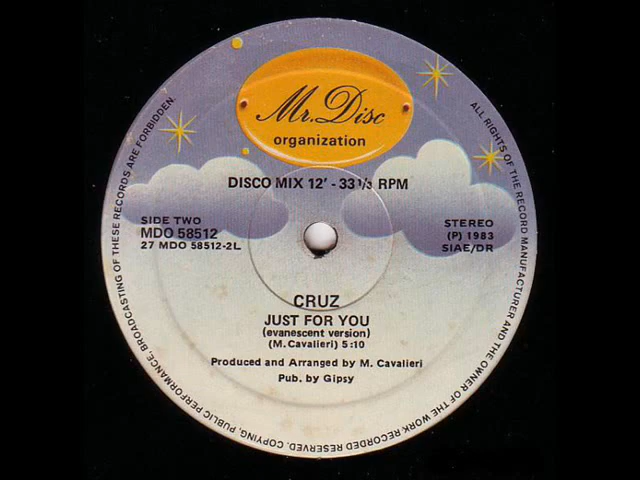 Mr. Disc
organization
DISCO MIX 12' - 33 1/3 RPM
SIDE TWO
MDO 58512
27 MDO 58512-2L
STEREO
(P) 1983
SIAE/DR
CRUZ
JUST FOR YOU
(evanescent version)
(M. Cavalieri) 5:10
Produced and Arranged by M. Cavalieri
Pub. by Gipsy
ALL RIGHTS OF THE RECORD MANUFACTURER AND THE OWNER OF THE WORK RECORDED RESERVED. COPYING, PUBLIC PERFORMANCE, BROADCASTING OF THESE RECORDS ARE FORBIDDEN.